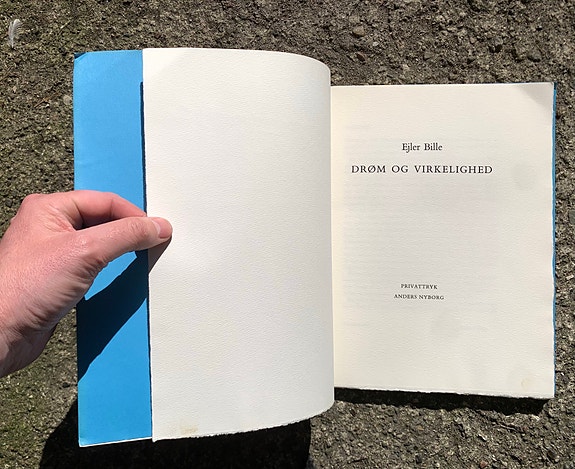 Ejler Bille
DRØM OG VIRKELIGHED
PRIVATTRYK
ANDERS NYBORG